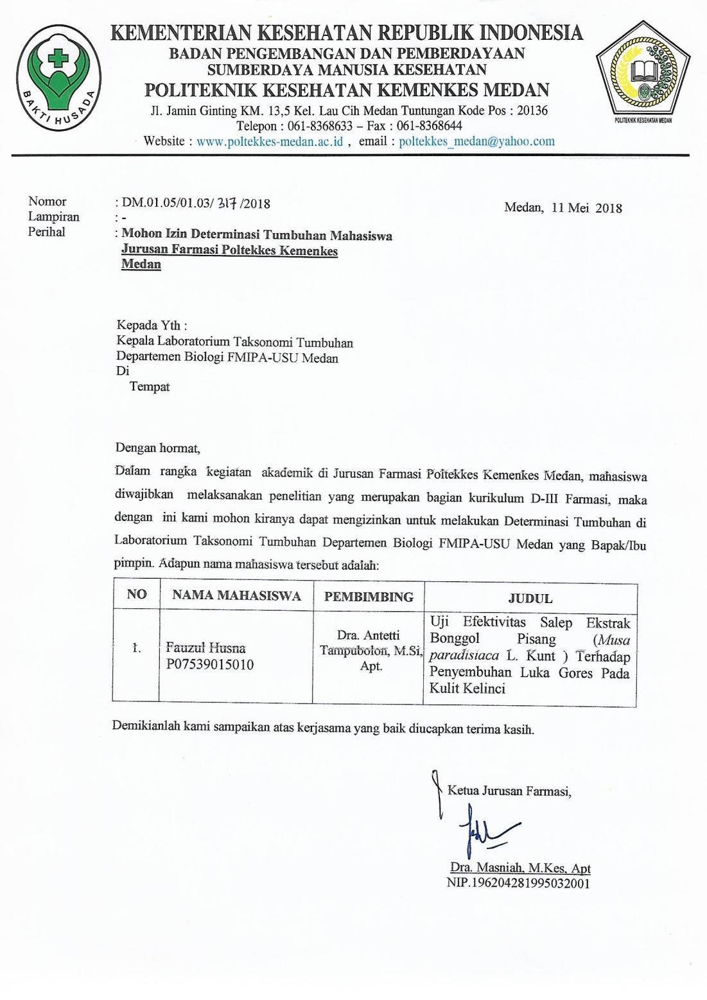 KEMENTERIAN KESEHATAN REPUBLIK INDONESIA
BADAN PENGEMBANGAN DAN PEMBERDAYAAN
SUMBERDAYA MANUSIA KESEHATAN
POLITEKNIK KESEHATAN KEMENKES MEDAN
Jl. Jamin Ginting KM. 13,5 Kel. Lau Cih Medan Tuntungan Kode Pos : 20136
Telepon : 061-8368633 – Fax : 061-8368644
Website : www.poltekkes-medan.ac.id , email : poltekkes_medan@yahoo.com
BAKTI HUSADA
POLITEKNIK KESEHATAN MEDAN
Nomor : DM.01.05/01.03/ 317 /2018
Medan, 11 Mei 2018
Lampiran : -
Perihal : Mohon Izin Determinasi Tumbuhan Mahasiswa
Jurusan Farmasi Poltekkes Kemenkes
Medan
Kepada Yth :
Kepala Laboratorium Taksonomi Tumbuhan
Departemen Biologi FMIPA-USU Medan
Di
Tempat
Dengan hormat,
Dalam rangka kegiatan akademik di Jurusan Farmasi Poltekkes Kemenkes Medan, mahasiswa
diwajibkan melaksanakan penelitian yang merupakan bagian kurikulum D-III Farmasi, maka
dengan ini kami mohon kiranya dapat mengizinkan untuk melakukan Determinasi Tumbuhan di
Laboratorium Taksonomi Tumbuhan Departemen Biologi FMIPA-USU Medan yang Bapak/Ibu
pimpin. Adapun nama mahasiswa tersebut adalah:
NO NAMA MAHASISWA PEMBIMBING JUDUL
1.
Fauzul Husna
P07539015010
Dra. Antetti
Tampubolon, M.Si,
Apt.
Uji Efektivitas Salep Ekstrak
Bonggol Pisang (Musa
paradisiaca L. Kunt ) Terhadap
Penyembuhan Luka Gores Pada
Kulit Kelinci
Demikianlah kami sampaikan atas kerjasama yang baik diucapkan terima kasih.
Ketua Jurusan Farmasi,
Dra. Masniah, M.Kes, Apt
NIP.196204281995032001